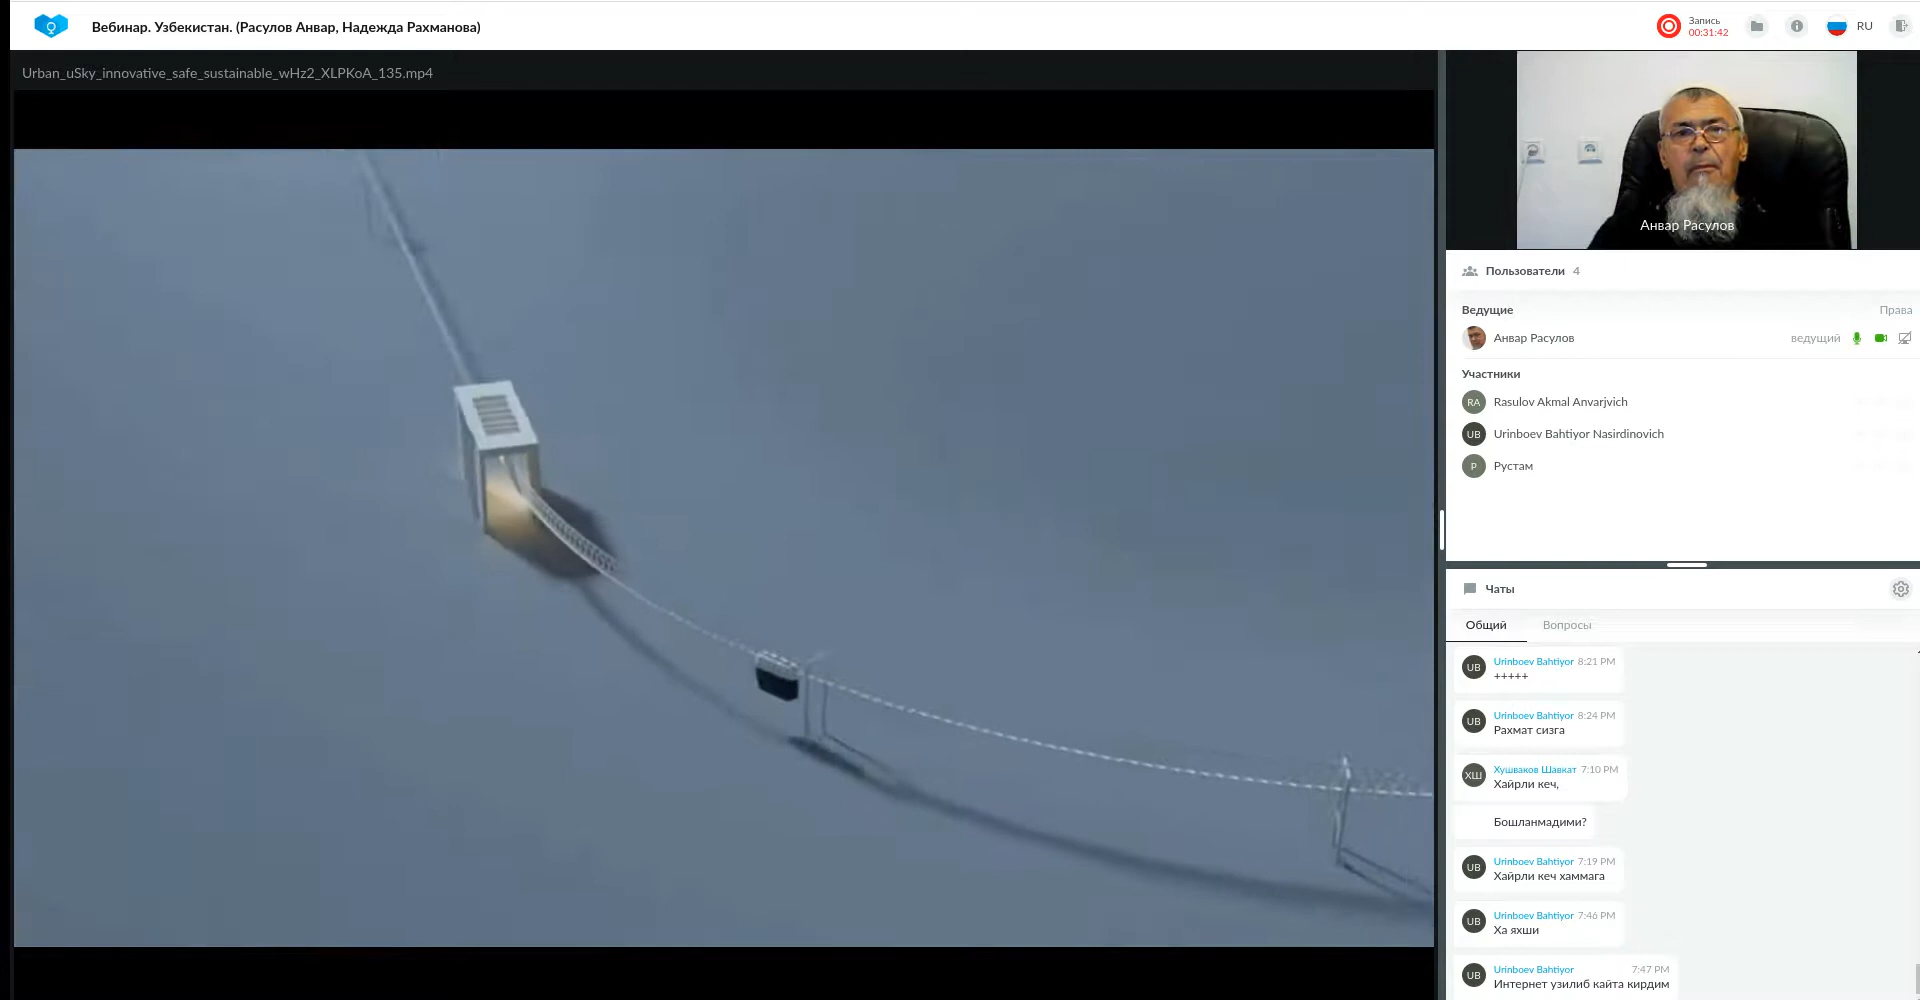 Вебинар. Узбекистан. (Расулов Анвар, Надежда Рахманова)
Запись
00:31:42
RU
Urban_uSky_innovative_safe_sustainable_wHz2_XLPKoA_135.mp4
Анвар Расулов
Пользователи 4
Ведущие Права
Анвар Расулов ведущий
Участники
RA Rasulov Akmal Anvarjvich
UB Urinboev Bahtiyor Nasirdinovich
Р Рустам
Чаты
Общий Вопросы
UB Urinboev Bahtiyor 8:21 PM
+++++
UB Urinboev Bahtiyor 8:24 PM
Рахмат сизга
ХШ Хушваков Шавкат 7:10 PM
Хайрли кеч,
Бошланмадими?
UB Urinboev Bahtiyor 7:19 PM
Хайрли кеч хаммага
UB Urinboev Bahtiyor 7:46 PM
Ха яхши
UB Urinboev Bahtiyor 7:47 PM
Интернет узилиб кайта кирдим